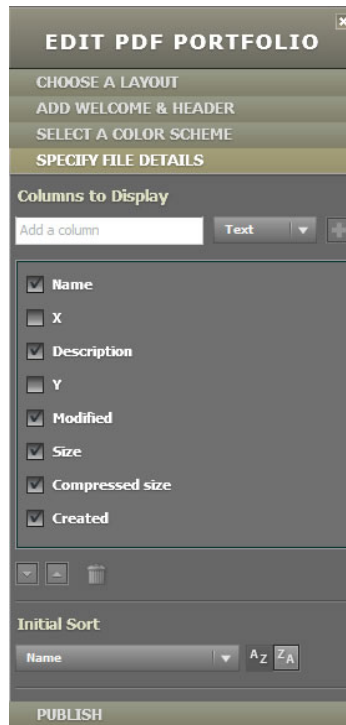 EDIT PDF PORTFOLIO
CHOOSE A LAYOUT
ADD WELCOME & HEADER
SELECT A COLOR SCHEME
SPECIFY FILE DETAILS
Columns to Display
Add a column Text
Name
X
Description
Y
Modified
Size
Compressed size
Created
Initial Sort
Name AZ ZA
PUBLISH